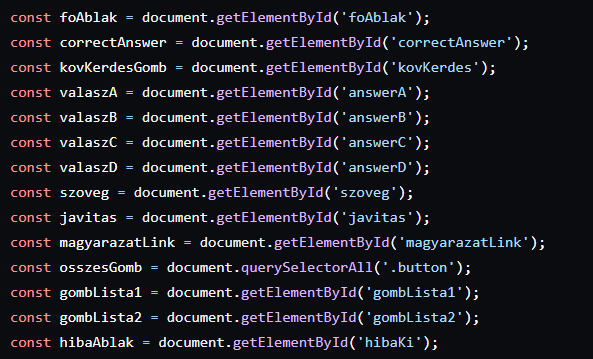 const foAblak = document.getElementById('foAblak');
const correctAnswer = document.getElementById('correctAnswer');
const kovKerdesGomb = document.getElementById('kovKerdes');
const valaszA = document.getElementById('answerA');
const valaszB = document.getElementById('answerB');
const valaszC = document.getElementById('answerC');
const valaszD = document.getElementById('answerD');
const szoveg = document.getElementById('szoveg');
const javitas = document.getElementById('javitas');
const magyarazatLink = document.getElementById('magyarazatLink');
const osszesGomb = document.querySelectorAll('.button');
const gombLista1 = document.getElementById('gombLista1');
const gombLista2 = document.getElementById('gombLista2');
const hibaAblak = document.getElementById('hibaKi');